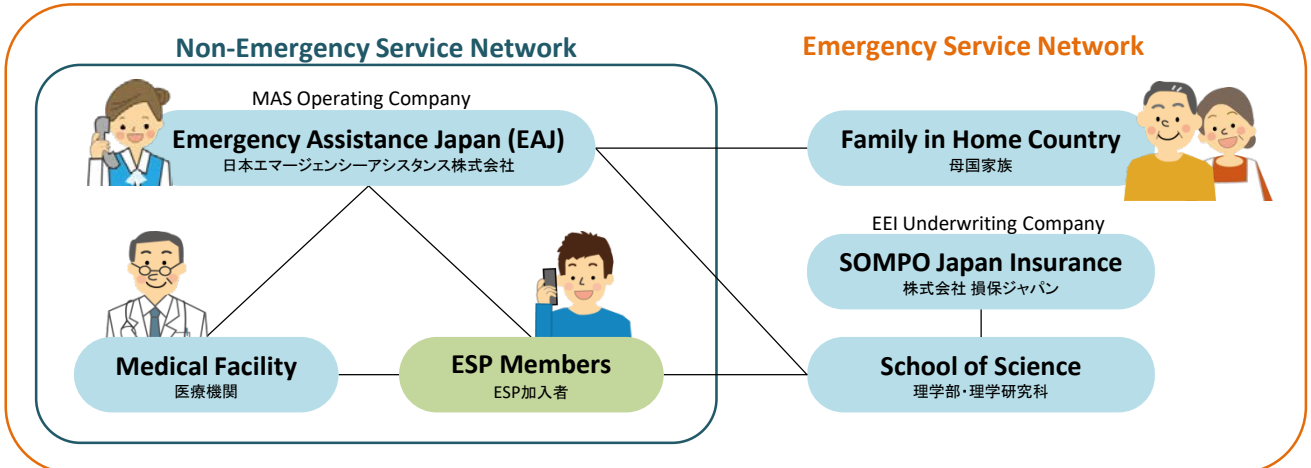 Non-Emergency Service Network
Emergency Service Network
MAS Operating Company
Emergency Assistance Japan (EAJ)
日本エマージェンシーアシスタンス株式会社
Family in Home Country
母国家族
EEI Underwriting Company
SOMPO Japan Insurance
株式会社 損保ジャパン
Medical Facility
医療機関
ESP Members
ESP加入者
School of Science
理学部・理学研究科